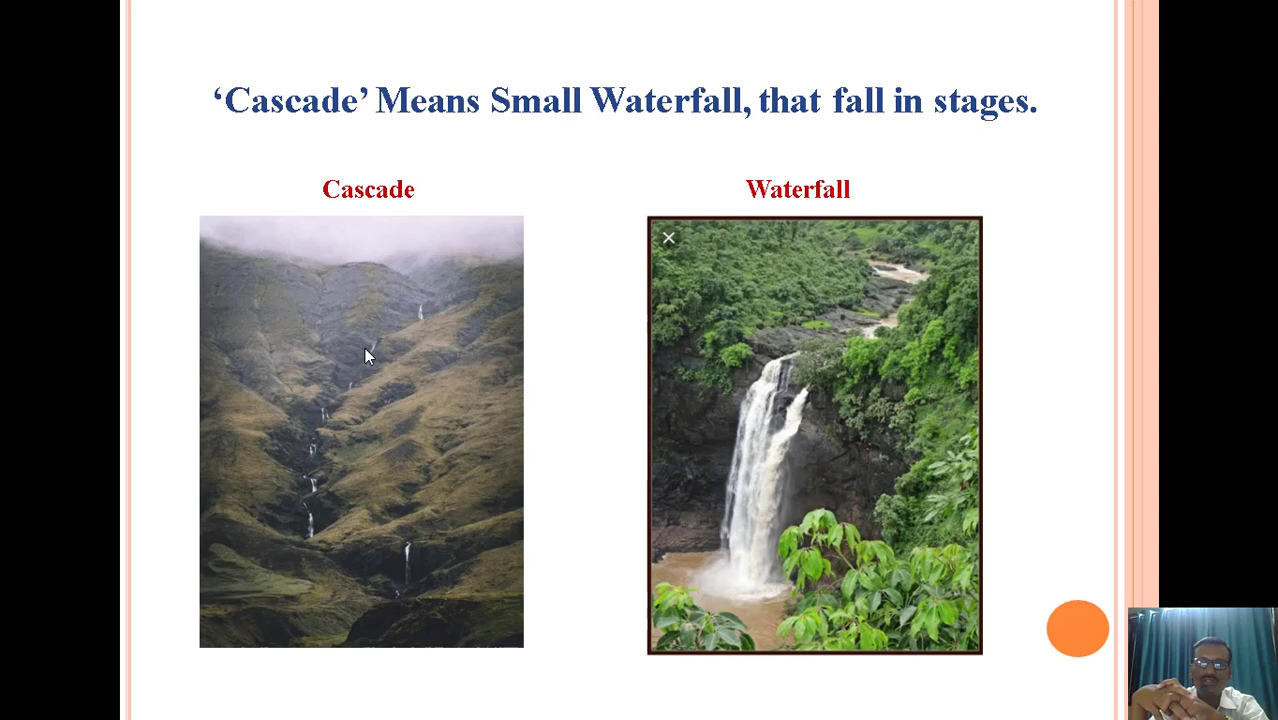 ‘Cascade’ Means Small Waterfall, that fall in stages.
Cascade
Waterfall